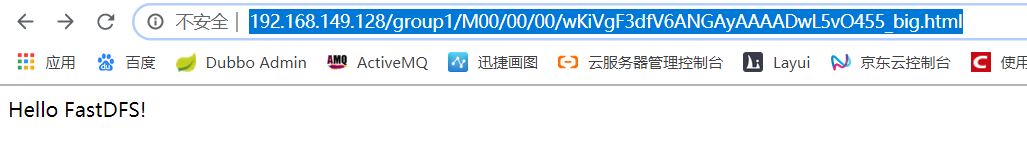 不安全 | 192.168.149.128/group1/M00/00/00/wKiVgF3dfV6ANGAyAAAADwL5vO455_big.html
应用 百度 Dubbo Admin AMQ ActiveMQ 迅捷画图 云服务器管理控制台 Li Layui 京东云控制台 C 使用
Hello FastDFS!